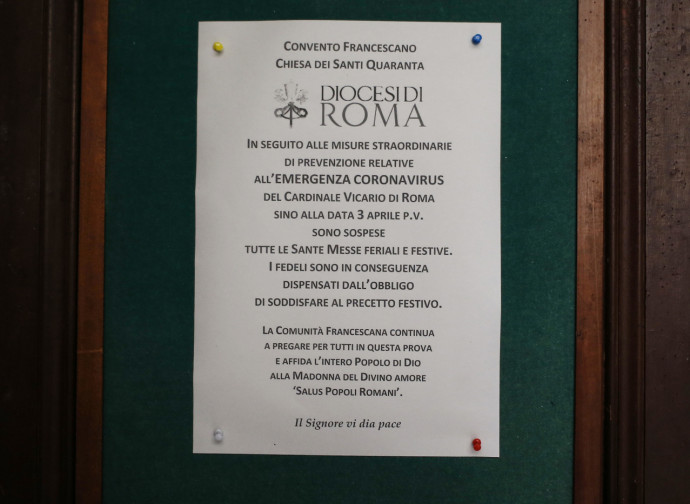 CONVENTO FRANCESCANO
CHIESA DEI SANTI QUARANTA
DIOCESI DI
ROMA
IN SEGUITO ALLE MISURE STRAORDINARIE
DI PREVENZIONE RELATIVE
ALL'EMERGENZA CORONAVIRUS
DEL CARDINALE VICARIO DI ROMA
SINO ALLA DATA 3 APRILE P.V.
SONO SOSPESE
TUTTE LE SANTE MESSE FERIALI E FESTIVE.
I FEDELI SONO IN CONSEGUENZA
DISPENSATI DALL'OBBLIGO
DI SODDISFARE AL PRECETTO FESTIVO.
LA COMUNITÀ FRANCESCANA CONTINUA
A PREGARE PER TUTTI IN QUESTA PROVA
E AFFIDA L'INTERO POPOLO DI DIO
ALLA MADONNA DEL DIVINO AMORE
'SALUS POPOLI ROMANI'.
Il Signore vi dia pace